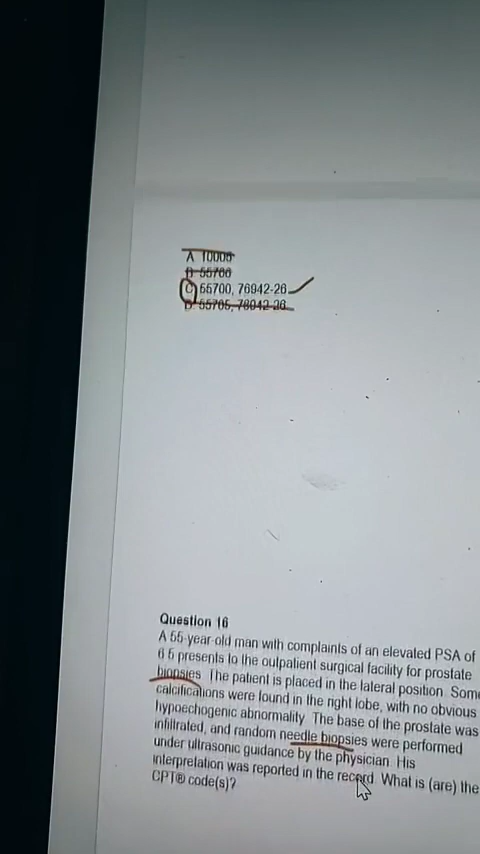 A. 10006
B. 55700
C. 55700, 76942-26
D. 55705, 76942-26
Question 16
A 55-year-old man with complaints of an elevated PSA of
6.5 presents to the outpatient surgical facility for prostate
biopsies. The patient is placed in the lateral position. Some
calcifications were found in the right lobe, with no obvious
hypoechogenic abnormality. The base of the prostate was
infiltrated, and random needle biopsies were performed
under ultrasonic guidance by the physician. His
interpretation was reported in the record. What is (are) the
CPT® code(s)?